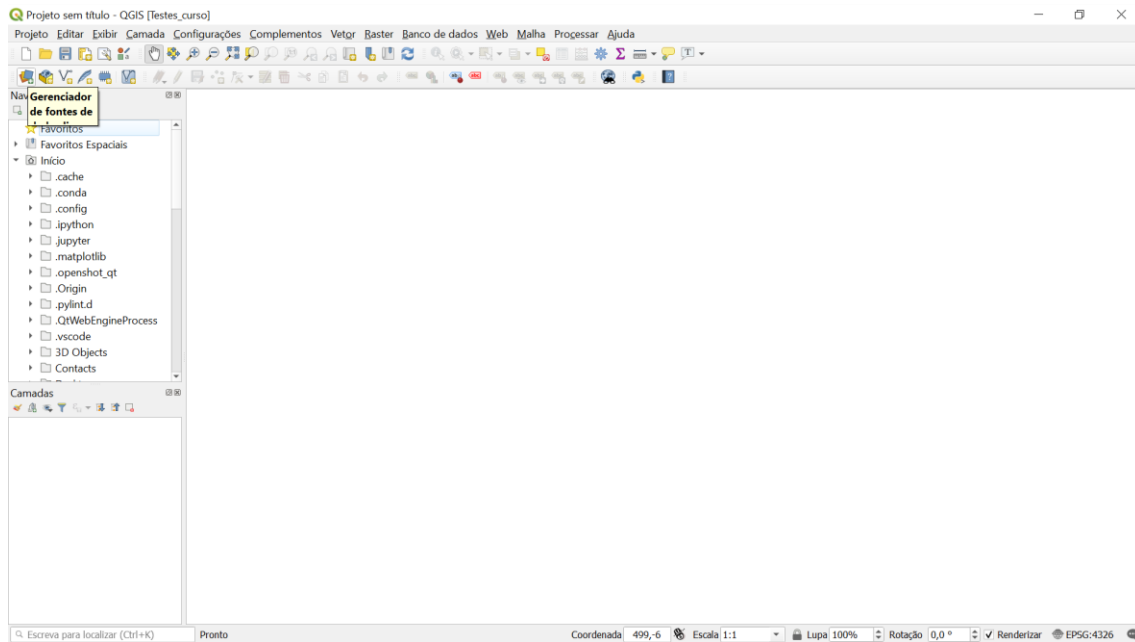 Projeto sem título - QGIS [Testes_curso]
Projeto Editar Exibir Camada Configurações Complementos Vetor Raster Banco de dados Web Malha Processar Ajuda
Gerenciador
de fontes de
Favoritos
Favoritos Espaciais
Início
.cache
.conda
.config
.ipython
.jupyter
.matplotlib
.openshot_qt
.Origin
.pylint.d
.QtWebEngineProcess
.vscode
3D Objects
Contacts
Camadas
Escreva para localizar (Ctrl+K) Pronto Coordenada 499,-6 Escala 1:1 Lupa 100% Rotação 0,0 ° Renderizar EPSG:4326